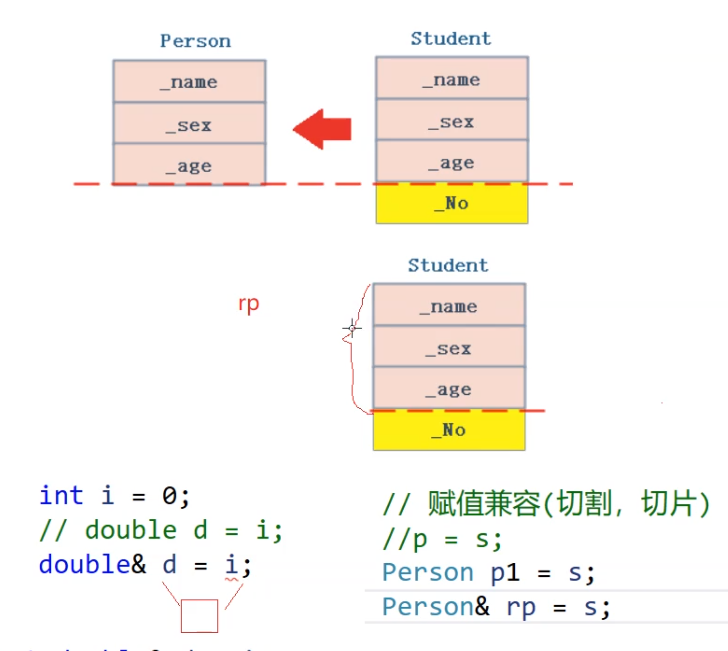 Person
_name
_sex
_age
Student
_name
_sex
_age
_No
Student
rp
_name
_sex
_age
_No
int i = 0;
// double d = i;
double& d = i;
// 赋值兼容(切割，切片)
//p = s;
Person p1 = s;
Person& rp = s;